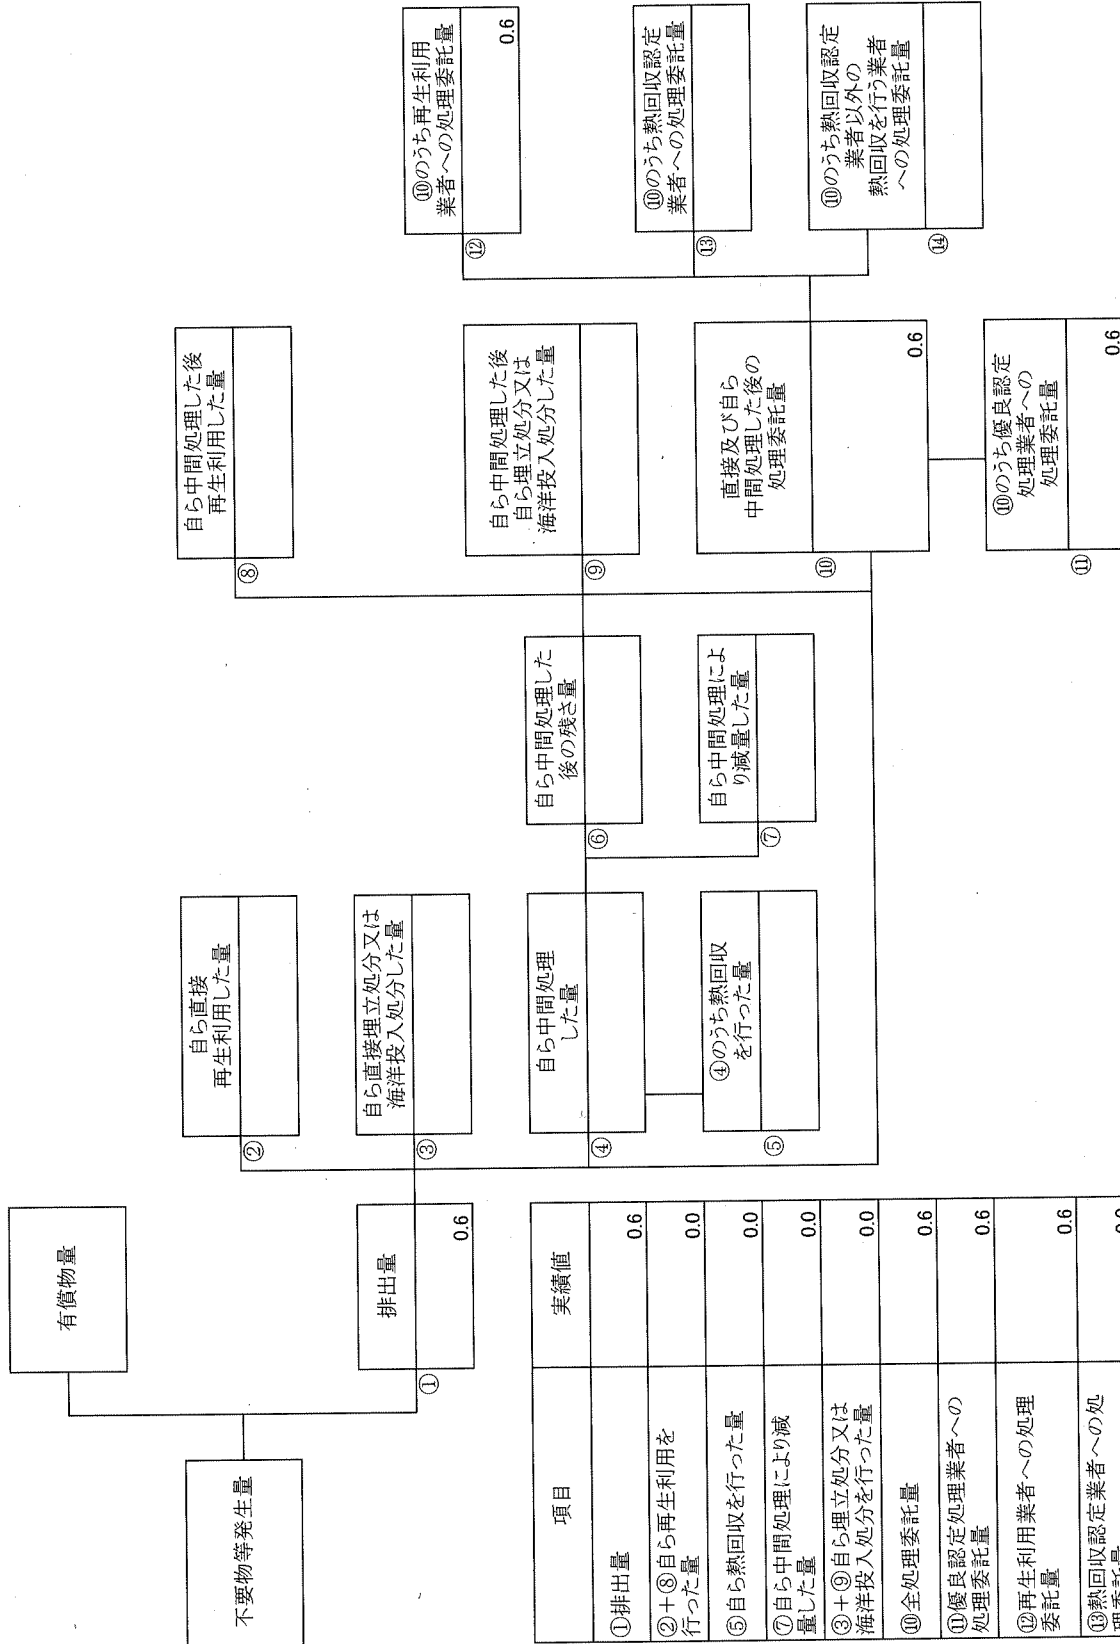 不要物等発生量
有償物量
排出量
①
0.6
自ら直接
再生利用した量
②
自ら直接埋立処分又は
海洋投入処分した量
③
自ら中間処理
した量
④
④のうち熱回収
を行った量
⑤
自ら中間処理した
後の残さ量
⑥
自ら中間処理によ
り減量した量
⑦
自ら中間処理した後
再生利用した量
⑧
自ら中間処理した後
自ら埋立処分又は
海洋投入処分した量
⑨
直接及び自ら
中間処理した後の
処理委託量
⑩
0.6
⑩のうち優良認定
処理業者への
処理委託量
⑪
0.6
⑩のうち再生利用
業者への処理委託量
⑫
0.6
⑩のうち熱回収認定
業者への処理委託量
⑬
⑩のうち熱回収認定
業者以外の
熱回収を行う業者
への処理委託量
⑭
項目 実績値
①排出量 0.6
②+⑧自ら再生利用を
行った量 0.0
⑤自ら熱回収を行った量 0.0
⑦自ら中間処理により減
量した量 0.0
③+⑨自ら埋立処分又は
海洋投入処分を行った量 0.0
⑩全処理委託量 0.6
⑪優良認定処理業者への
処理委託量 0.6
⑫再生利用業者への処理
委託量 0.6
⑬熱回収認定業者への処